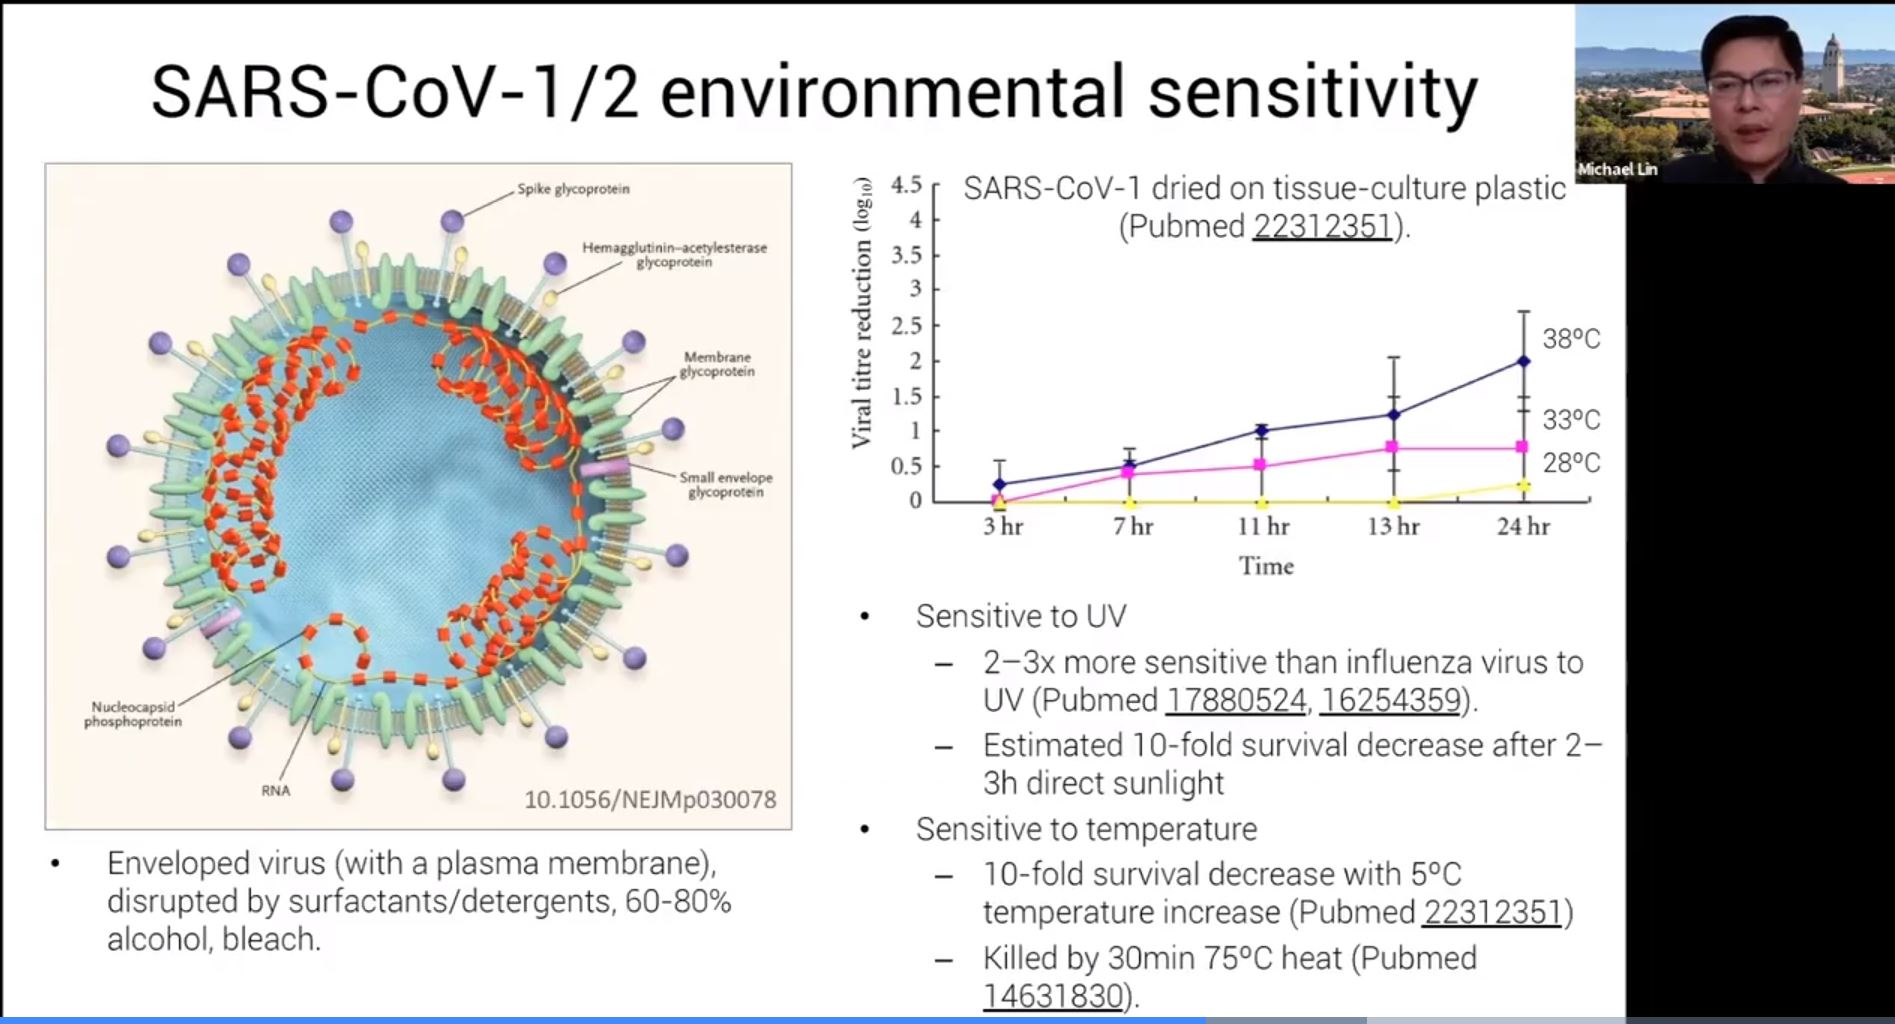 SARS-CoV-1/2 environmental sensitivity
Michael Lin
Spike glycoprotein
Hemagglutinin–acetylesterase
glycoprotein
Membrane
glycoprotein
Small envelope
glycoprotein
Nucleocapsid
phosphoprotein
RNA
10.1056/NEJMp030078
• Enveloped virus (with a plasma membrane),
disrupted by surfactants/detergents, 60-80%
alcohol, bleach.
SARS-CoV-1 dried on tissue-culture plastic
(Pubmed 22312351).
Viral titre reduction (log₁₀)
4.5
4
3.5
3
2.5
2
1.5
1
0.5
0
38ºC
33ºC
28ºC
3 hr 7 hr 11 hr 13 hr 24 hr
Time
• Sensitive to UV
– 2–3x more sensitive than influenza virus to
UV (Pubmed 17880524, 16254359).
– Estimated 10-fold survival decrease after 2–
3h direct sunlight
• Sensitive to temperature
– 10-fold survival decrease with 5ºC
temperature increase (Pubmed 22312351)
– Killed by 30min 75ºC heat (Pubmed
14631830).